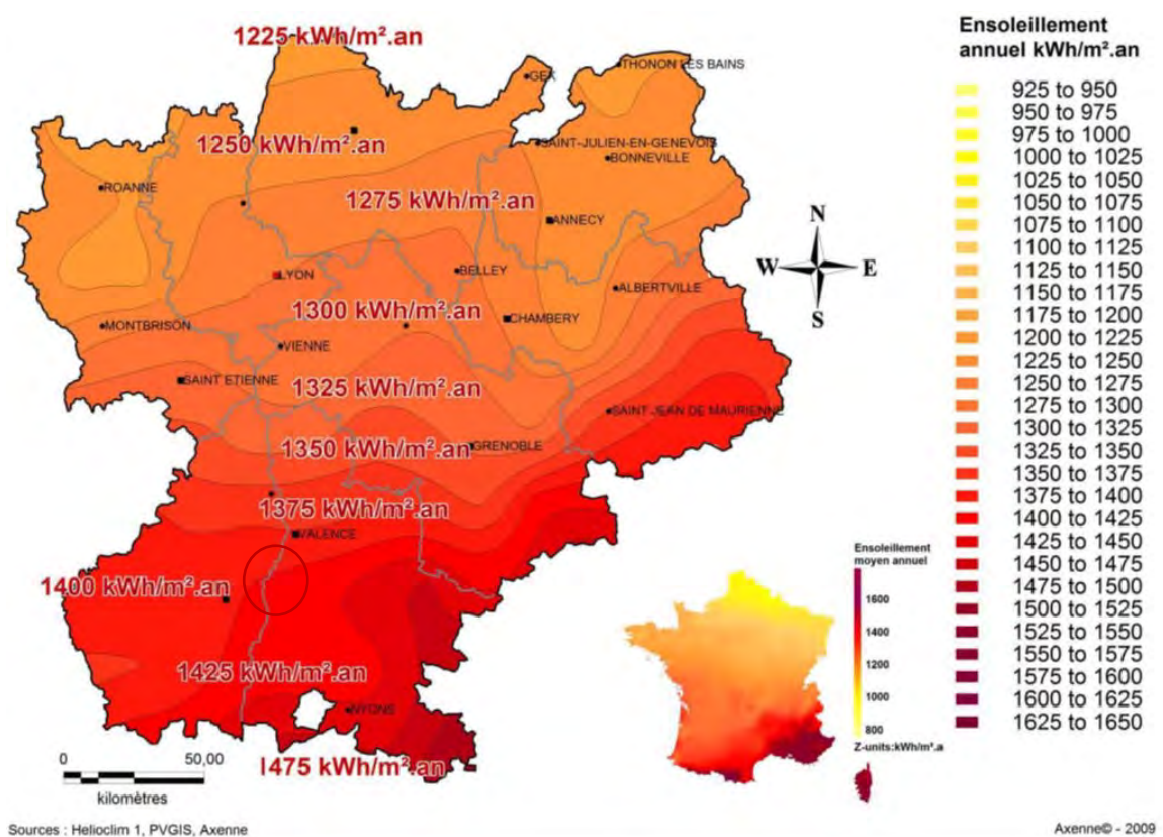 1225 kWh/m².an
THONON LES BAINS
GEX
1250 kWh/m².an
SAINT-JULIEN-EN-GENEVOIS
BONNEVILLE
ROANNE
1275 kWh/m².an
ANNECY
LYON
BELLEY
ALBERTVILLE
1300 kWh/m².an
CHAMBERY
MONTBRISON
VIENNE
SAINT ETIENNE
1325 kWh/m².an
SAINT JEAN DE MAURIENNE
1350 kWh/m².an
GRENOBLE
1375 kWh/m².an
VALENCE
1400 kWh/m².an
1425 kWh/m².an
NYONS
1475 kWh/m².an
0 50,00
kilomètres
N
W E
S
Ensoleillement
annuel kWh/m².an
925 to 950
950 to 975
975 to 1000
1000 to 1025
1025 to 1050
1050 to 1075
1075 to 1100
1100 to 1125
1125 to 1150
1150 to 1175
1175 to 1200
1200 to 1225
1225 to 1250
1250 to 1275
1275 to 1300
1300 to 1325
1325 to 1350
1350 to 1375
1375 to 1400
1400 to 1425
1425 to 1450
1450 to 1475
1475 to 1500
1500 to 1525
1525 to 1550
1550 to 1575
1575 to 1600
1600 to 1625
1625 to 1650
Ensoleillement
moyen annuel
1600
1400
1200
1000
800
Z-units:kWh/m².a
Sources : Helioclim 1, PVGIS, Axenne
Axenne© - 2009